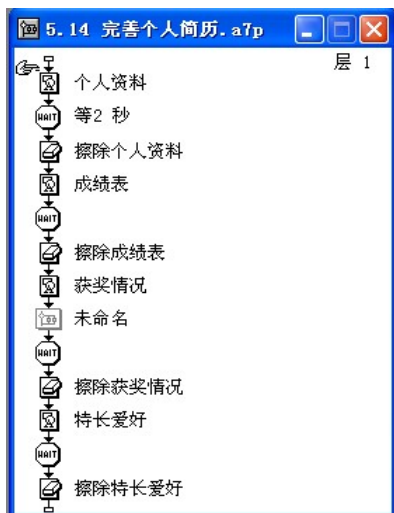 5.14 完善个人简历.a7p
层 1
个人资料
WAIT 等2 秒
擦除个人资料
成绩表
WAIT
擦除成绩表
获奖情况
未命名
WAIT
擦除获奖情况
特长爱好
WAIT
擦除特长爱好